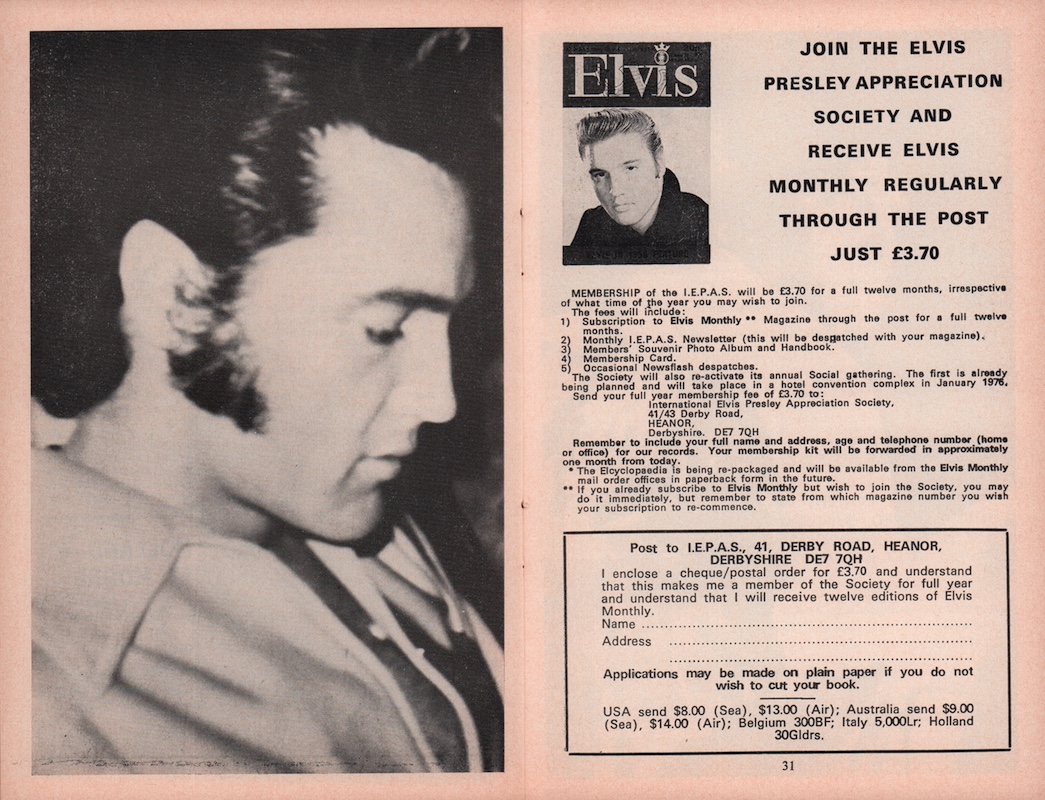 Elvis
JOIN THE ELVIS
PRESLEY APPRECIATION
SOCIETY AND
RECEIVE ELVIS
MONTHLY REGULARLY
THROUGH THE POST
JUST £3.70
MEMBERSHIP of the I.E.P.A.S. will be £3.70 for a full twelve months, irrespective
of what time of the year you may wish to join.
The fees will include:
1) Subscription to Elvis Monthly** Magazine through the post for a full twelve
months.
2) Monthly I.E.P.A.S. Newsletter (this will be despatched with your magazine).
3) Members' Souvenir Photo Album and Handbook.
4) Membership Card.
5) Occasional Newsflash despatches.
The Society will also re-activate its annual Social gathering. The first is already
being planned and will take place in a hotel convention complex in January 1976.
Send your full year membership fee of £3.70 to:
International Elvis Presley Appreciation Society,
41/43 Derby Road,
HEANOR,
Derbyshire. DE7 7QH
Remember to include your full name and address, age and telephone number (home
or office) for our records. Your membership kit will be forwarded in approximately
one month from today.
* The Elcyclopaedia is being re-packaged and will be available from the Elvis Monthly
mail order offices in paperback form in the future.
** If you already subscribe to Elvis Monthly but wish to join the Society, you may
do it immediately, but remember to state from which magazine number you wish
your subscription to re-commence.
Post to I.E.P.A.S., 41, DERBY ROAD, HEANOR,
DERBYSHIRE DE7 7QH
I enclose a cheque/postal order for £3.70 and understand
that this makes me a member of the Society for full year
and understand that I will receive twelve editions of Elvis
Monthly.
Name ................................................................
Address ................................................................
................................................................
Applications may be made on plain paper if you do not
wish to cut your book.
USA send $8.00 (Sea), $13.00 (Air); Australia send $9.00
(Sea), $14.00 (Air); Belgium 300BF; Italy 5,000Lr; Holland
30Gldrs.
31